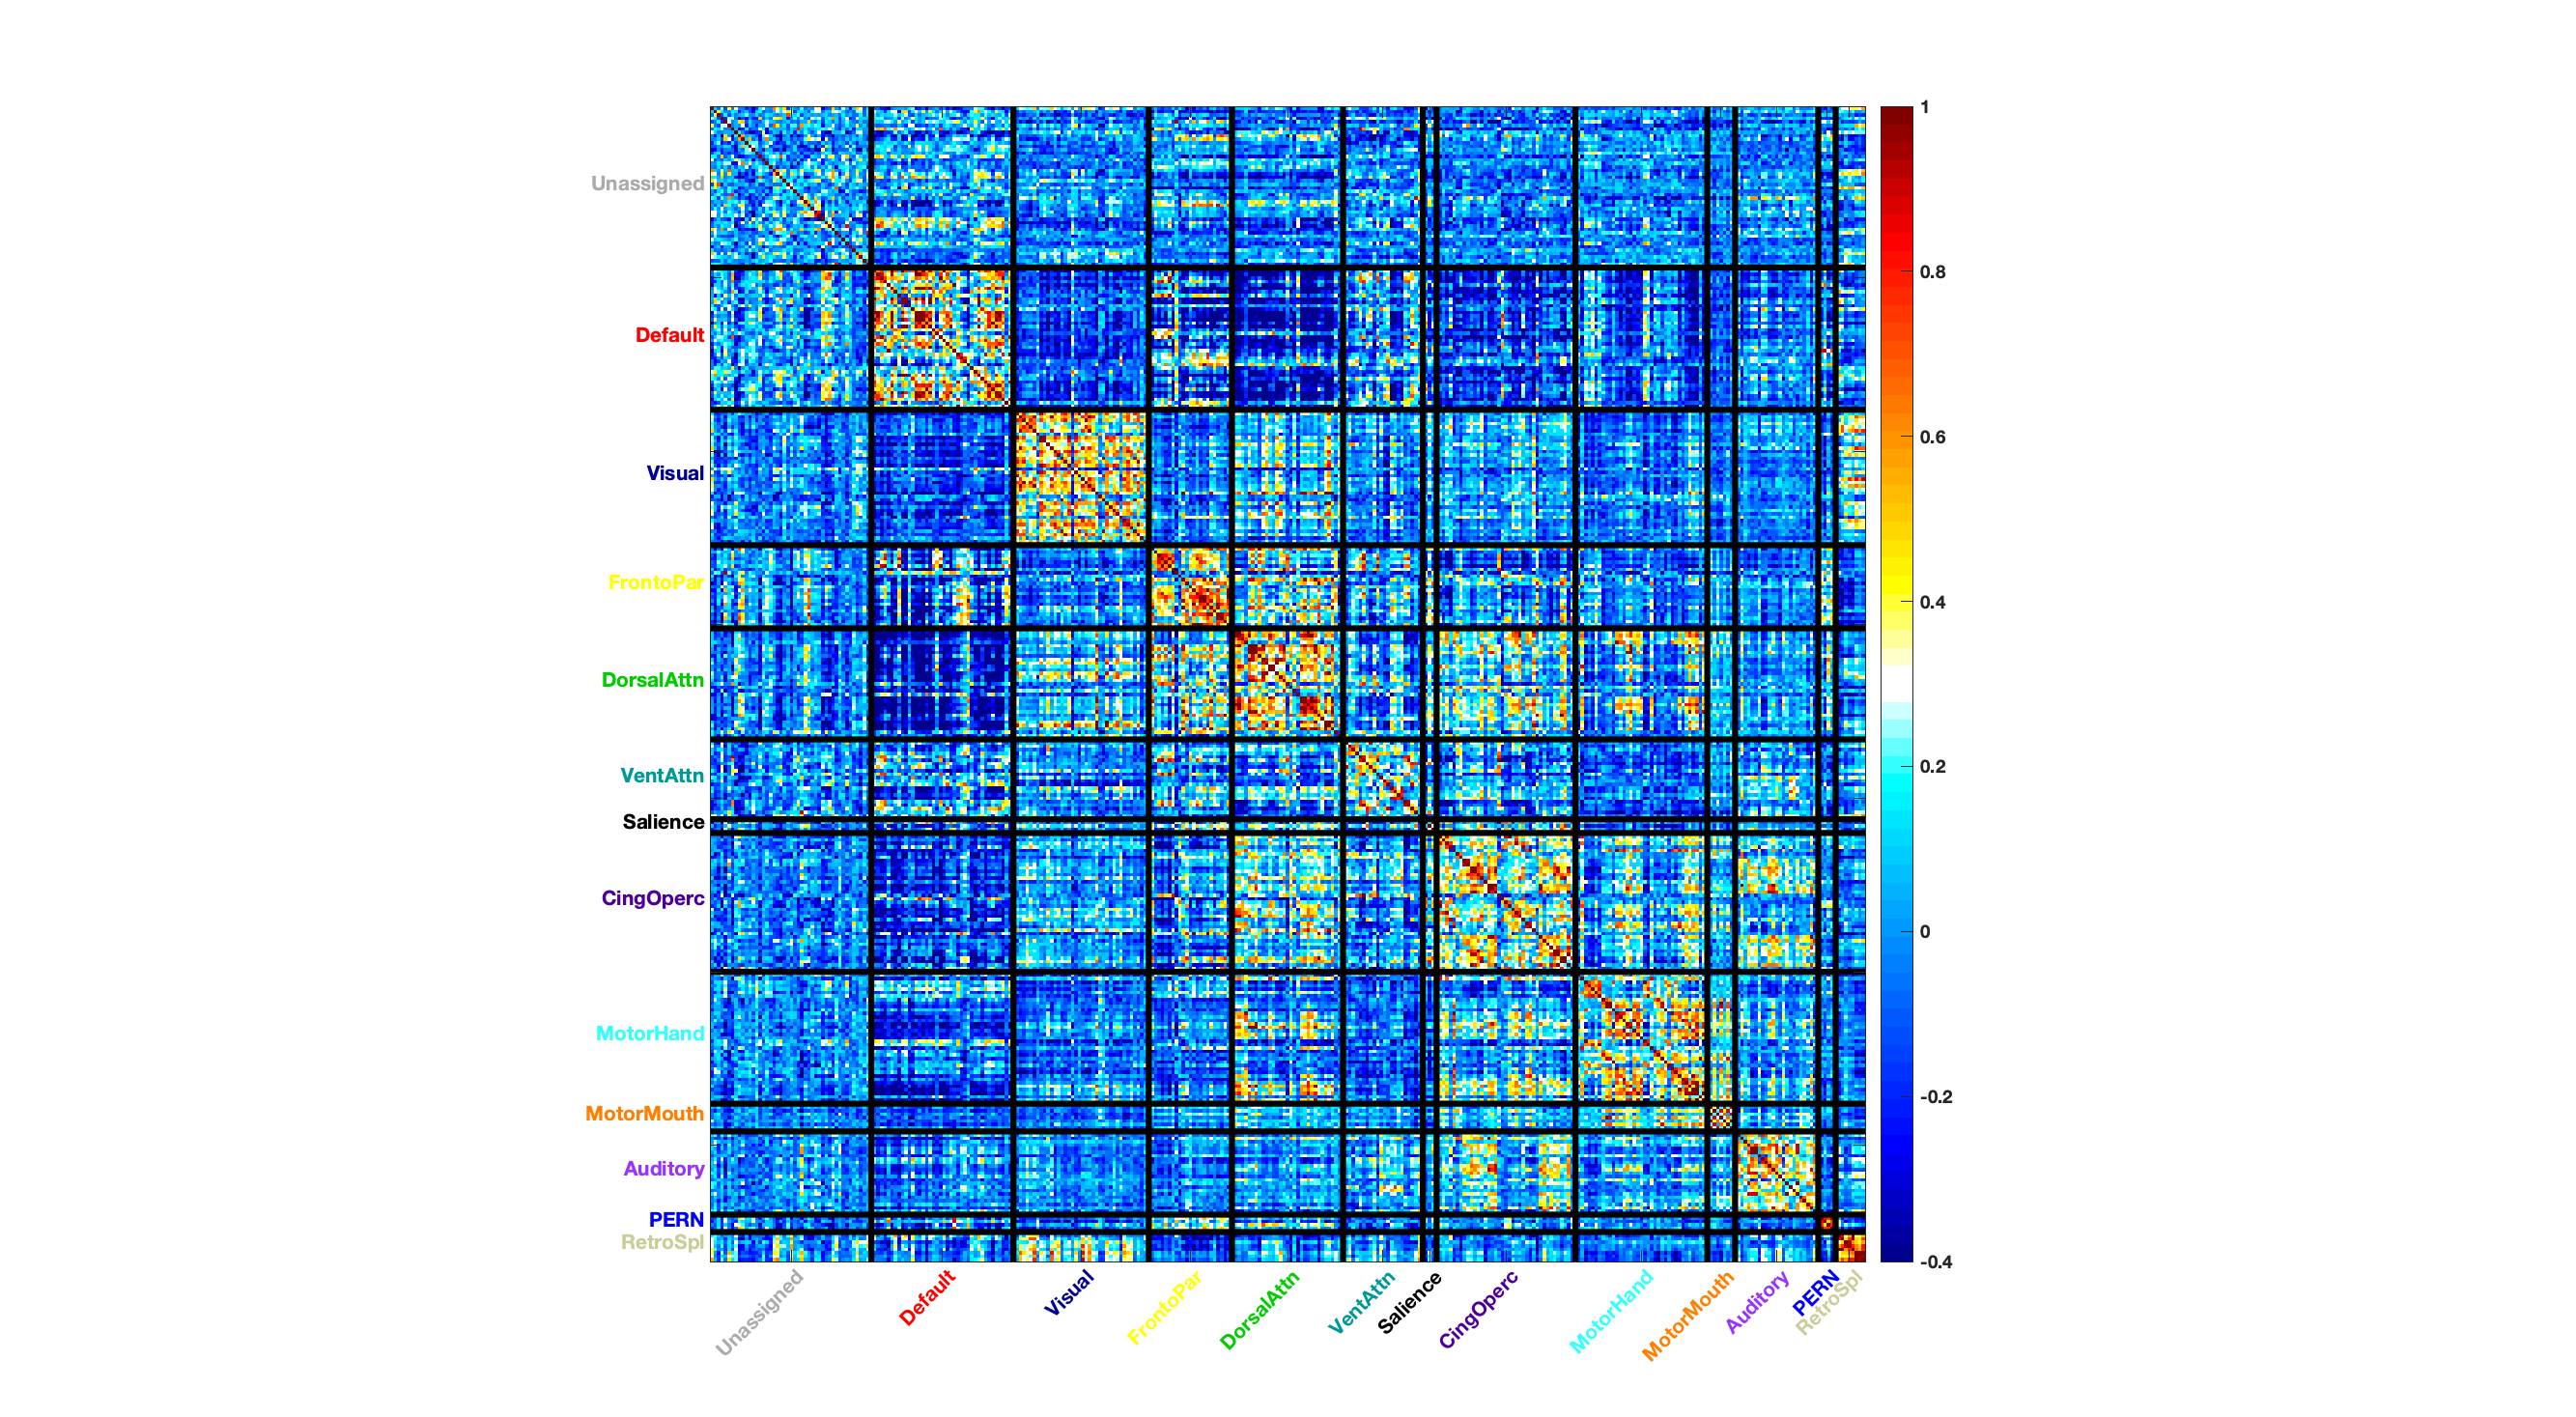 Unassigned
Default
Visual
FrontoPar
DorsalAttn
VentAttn
Salience
CingOperc
MotorHand
MotorMouth
Auditory
PERN
RetroSpl
Unassigned
Default
Visual
FrontoPar
DorsalAttn
VentAttn
Salience
CingOperc
MotorHand
MotorMouth
Auditory
PERN
RetroSpl
1
0.8
0.6
0.4
0.2
0
-0.2
-0.4